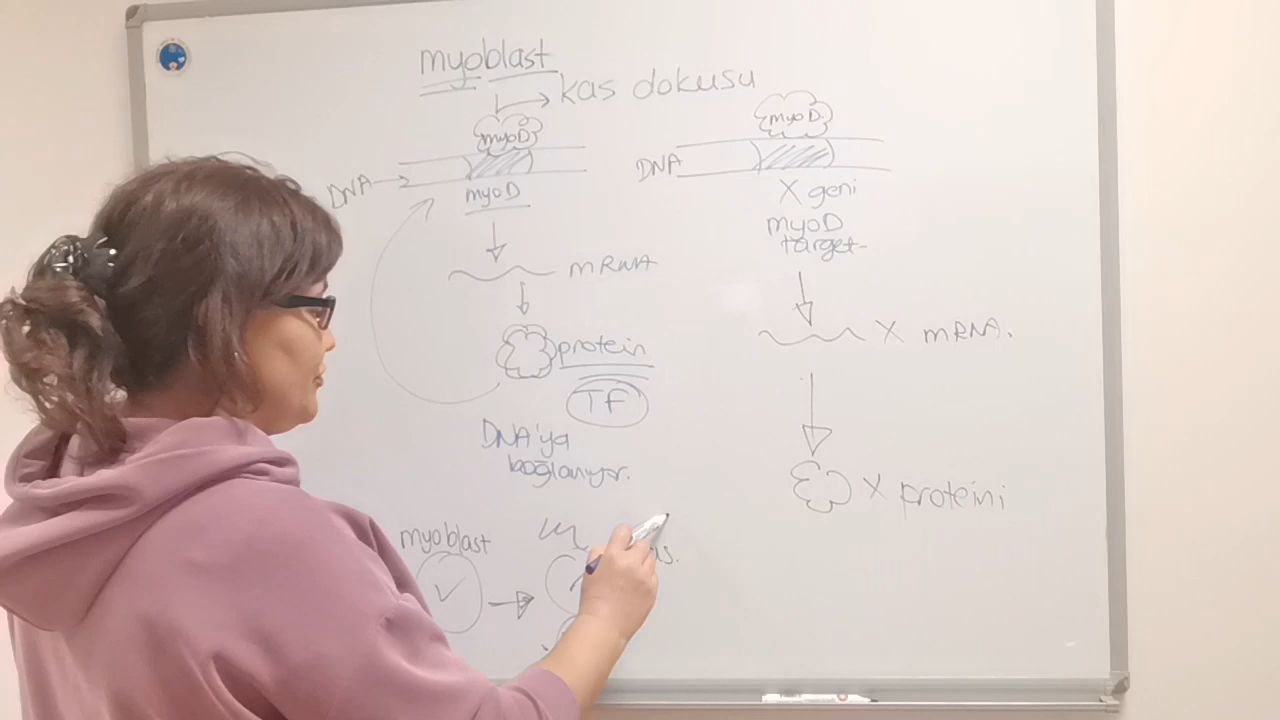 myoblast
kas dokusu
myoD
DNA
myoD
mRNA
protein
TF
DNA'ya
bağlanıyor.
myoblast
myoD
DNA
X geni
myoD
target
X mRNA.
X proteini